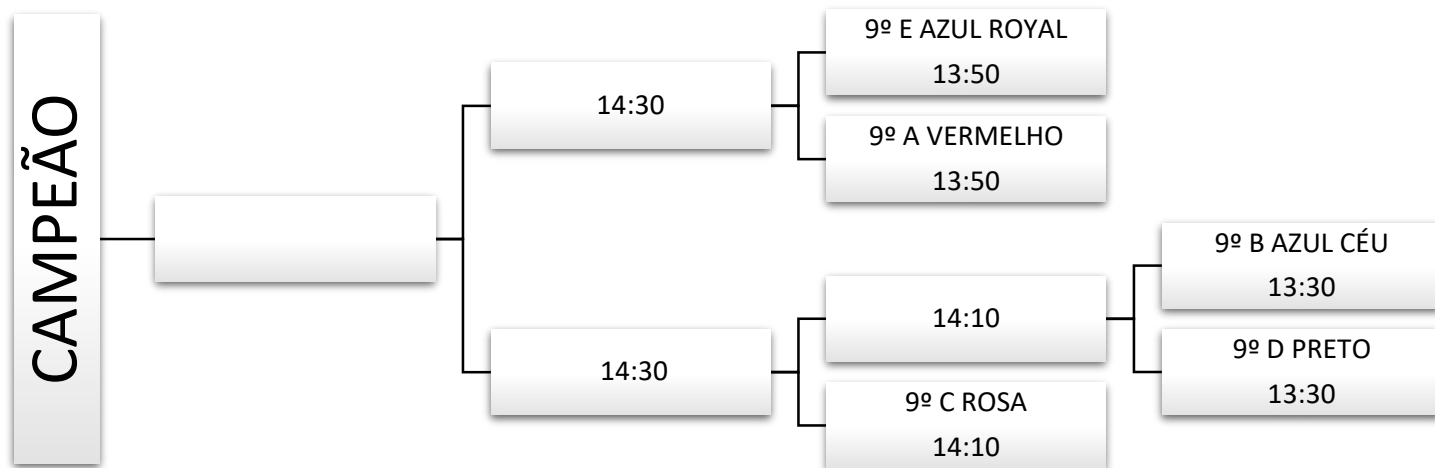 CAMPEÃO
14:30
14:30
9º E AZUL ROYAL
13:50
9º A VERMELHO
13:50
14:10
9º C ROSA
14:10
9º B AZUL CÉU
13:30
9º D PRETO
13:30